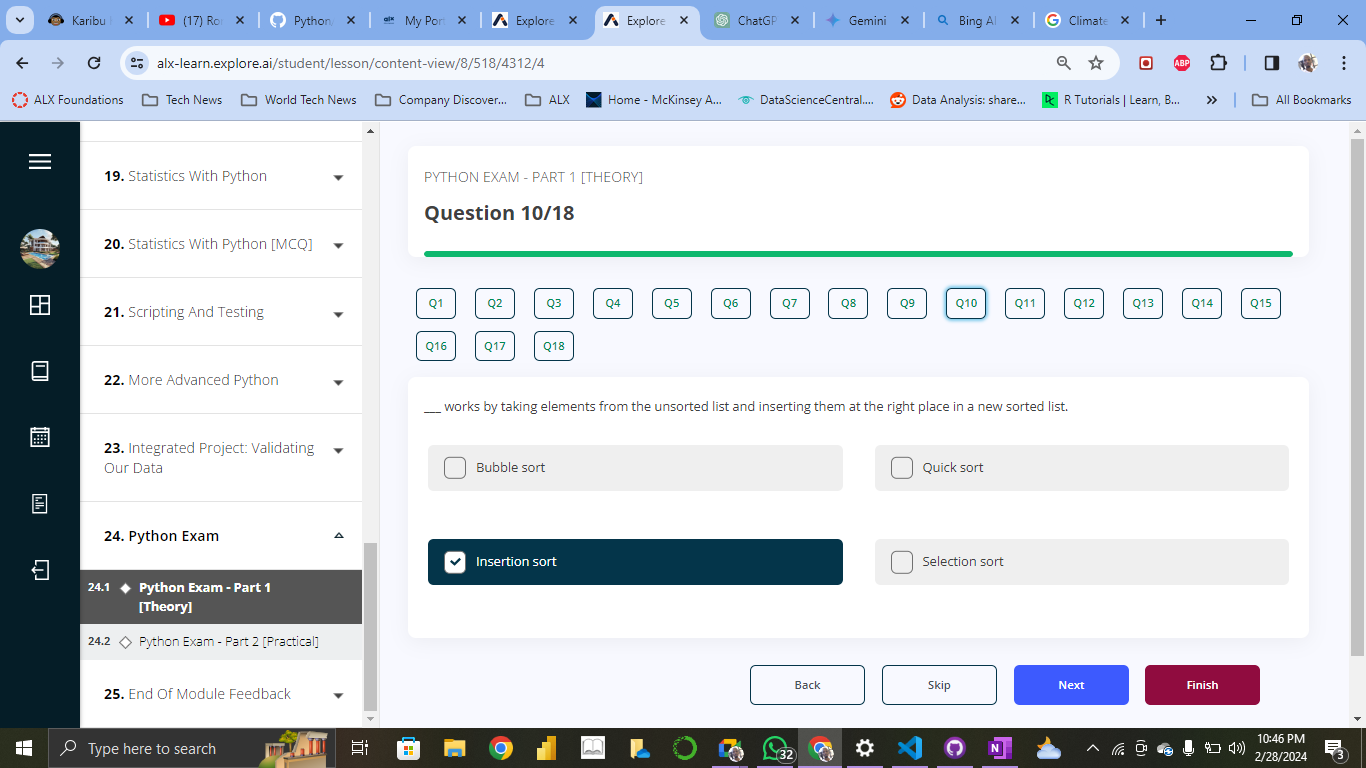 Karibu
(17) Ros
Python
My Por
Explore
Explore
ChatGP
Gemini
Bing AI
Climate
alx-learn.explore.ai/student/lesson/content-view/8/518/4312/4
ABP
ALX Foundations
Tech News
World Tech News
Company Discover...
ALX
Home - McKinsey A...
DataScienceCentral....
Data Analysis: share...
R Tutorials | Learn, B...
»
All Bookmarks
19. Statistics With Python
20. Statistics With Python [MCQ]
21. Scripting And Testing
22. More Advanced Python
23. Integrated Project: Validating
Our Data
24. Python Exam
24.1 Python Exam - Part 1
[Theory]
24.2 Python Exam - Part 2 [Practical]
25. End Of Module Feedback
PYTHON EXAM - PART 1 [THEORY]
Question 10/18
Q1 Q2 Q3 Q4 Q5 Q6 Q7 Q8 Q9 Q10 Q11 Q12 Q13 Q14 Q15
Q16 Q17 Q18
___ works by taking elements from the unsorted list and inserting them at the right place in a new sorted list.
Bubble sort
Quick sort
Insertion sort
Selection sort
Back
Skip
Next
Finish
Type here to search
32
10:46 PM
2/28/2024
3